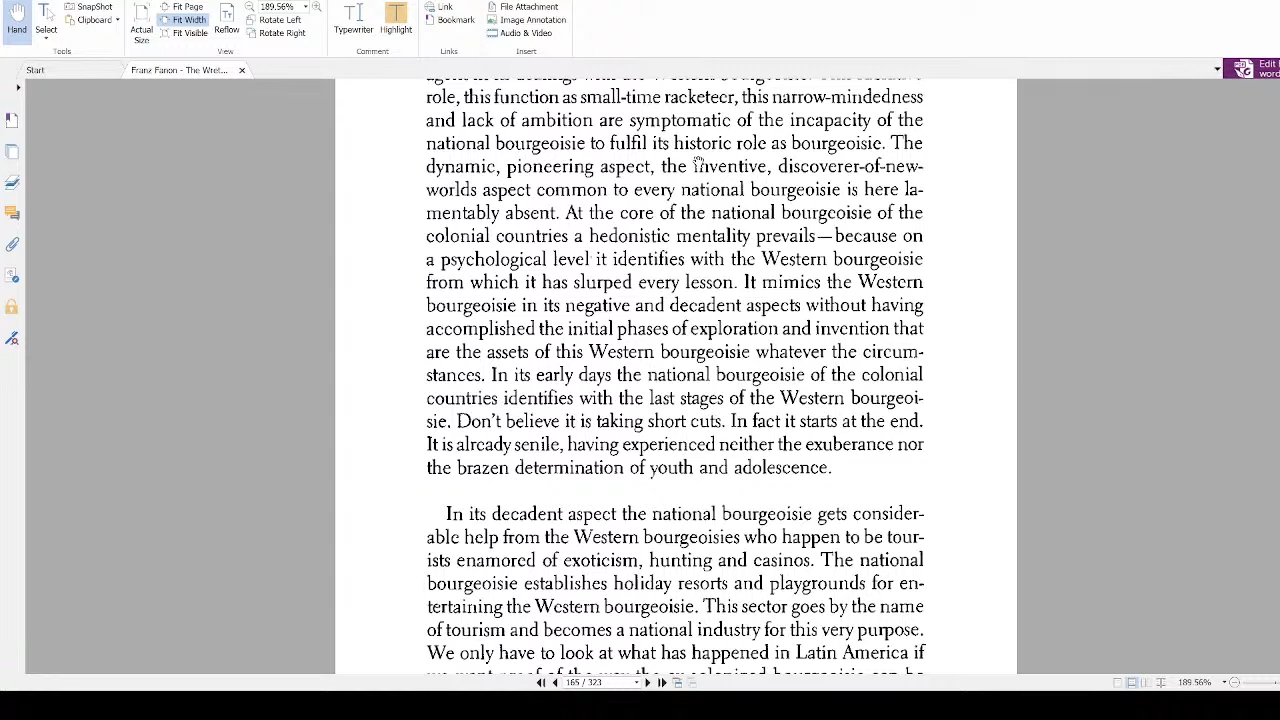 SnapShot
Clipboard
Hand
Select
Tools
Actual
Size
Fit Page
Fit Width
Fit Visible
Reflow
189.56%
Rotate Left
Rotate Right
View
Typewriter
Highlight
Comment
Link
Bookmark
Links
File Attachment
Image Annotation
Audio & Video
Insert
Start
Franz Fanon - The Wret...
Edit
word
role, this function as small-time racketeer, this narrow-mindedness
and lack of ambition are symptomatic of the incapacity of the
national bourgeoisie to fulfil its historic role as bourgeoisie. The
dynamic, pioneering aspect, the inventive, discoverer-of-new-
worlds aspect common to every national bourgeoisie is here la-
mentably absent. At the core of the national bourgeoisie of the
colonial countries a hedonistic mentality prevails—because on
a psychological level it identifies with the Western bourgeoisie
from which it has slurped every lesson. It mimics the Western
bourgeoisie in its negative and decadent aspects without having
accomplished the initial phases of exploration and invention that
are the assets of this Western bourgeoisie whatever the circum-
stances. In its early days the national bourgeoisie of the colonial
countries identifies with the last stages of the Western bourgeoi-
sie. Don't believe it is taking short cuts. In fact it starts at the end.
It is already senile, having experienced neither the exuberance nor
the brazen determination of youth and adolescence.
In its decadent aspect the national bourgeoisie gets consider-
able help from the Western bourgeoisies who happen to be tour-
ists enamored of exoticism, hunting and casinos. The national
bourgeoisie establishes holiday resorts and playgrounds for en-
tertaining the Western bourgeoisie. This sector goes by the name
of tourism and becomes a national industry for this very purpose.
We only have to look at what has happened in Latin America if
165 / 323
189.56%